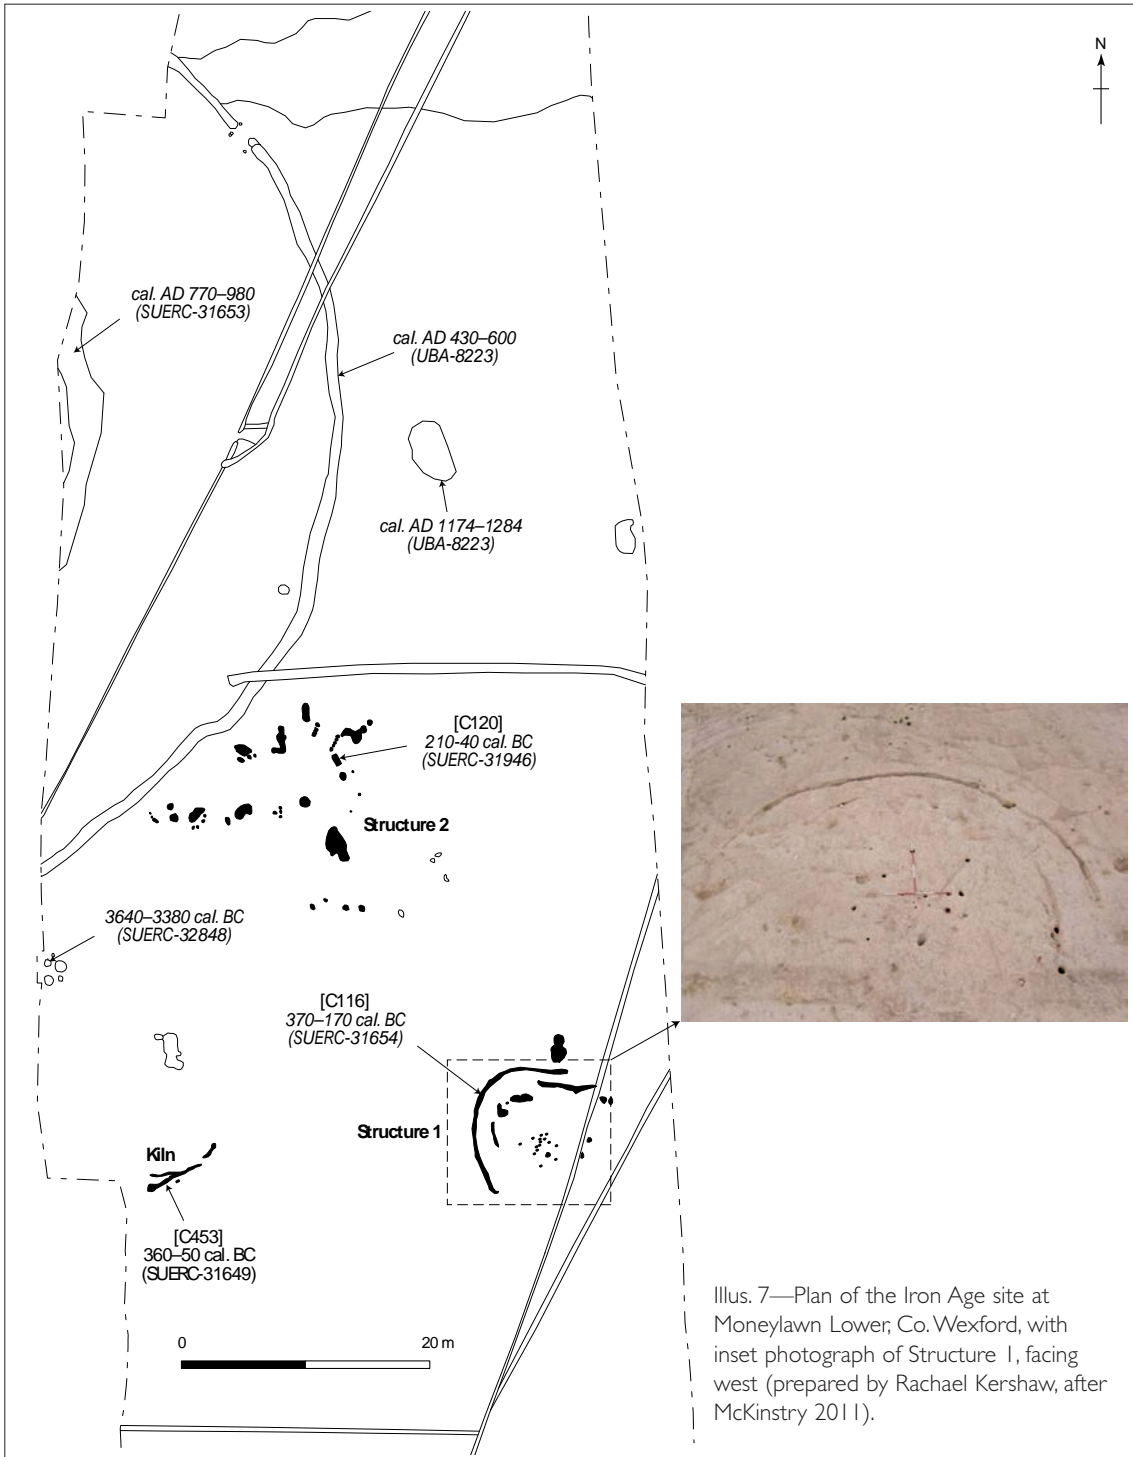 N
cal. AD 770–980
(SUERC-31653)
cal. AD 430–600
(UBA-8223)
cal. AD 1174–1284
(UBA-8223)
[C120]
210-40 cal. BC
(SUERC-31946)
Structure 2
3640–3380 cal. BC
(SUERC-32848)
[C116]
370–170 cal. BC
(SUERC-31654)
Structure 1
Kiln
[C453]
360–50 cal. BC
(SUERC-31649)
0 20 m
Illus. 7—Plan of the Iron Age site at
Moneylawn Lower, Co. Wexford, with
inset photograph of Structure 1, facing
west (prepared by Rachael Kershaw, after
McKinstry 2011).